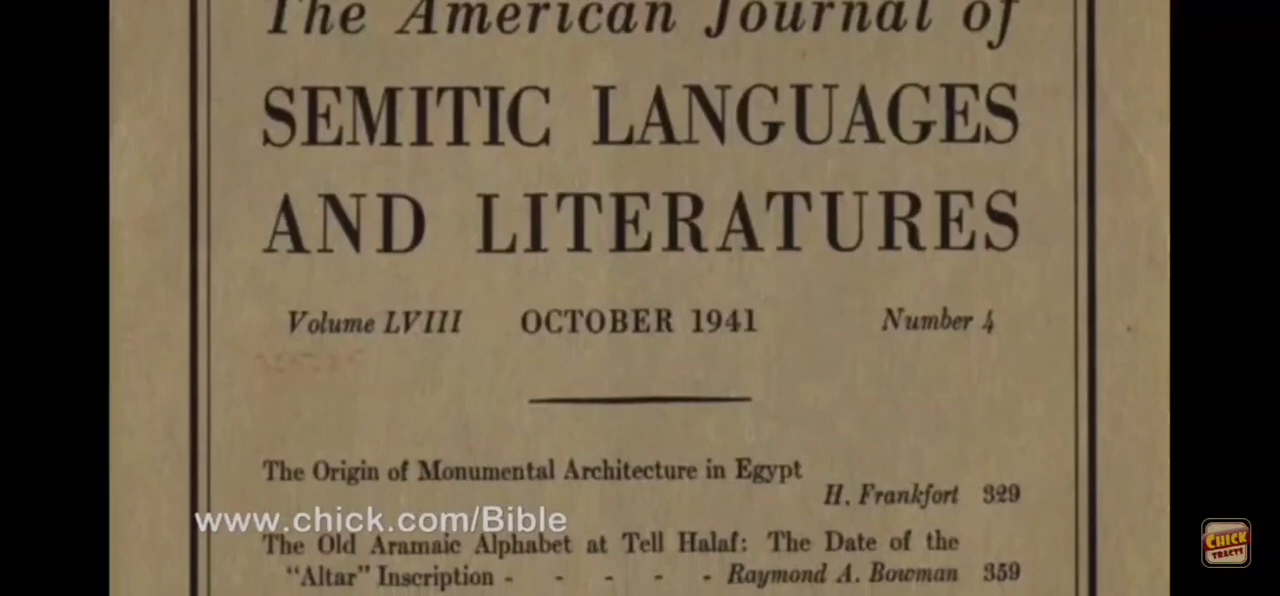 The American Journal of
SEMITIC LANGUAGES
AND LITERATURES
Volume LVIII OCTOBER 1941 Number 4
The Origin of Monumental Architecture in Egypt
H. Frankfort 329
www.chick.com/Bible
The Old Aramaic Alphabet at Tell Halaf: The Date of the
"Altar" Inscription - - - - - Raymond A. Bowman 359
CHICK
TRACTS